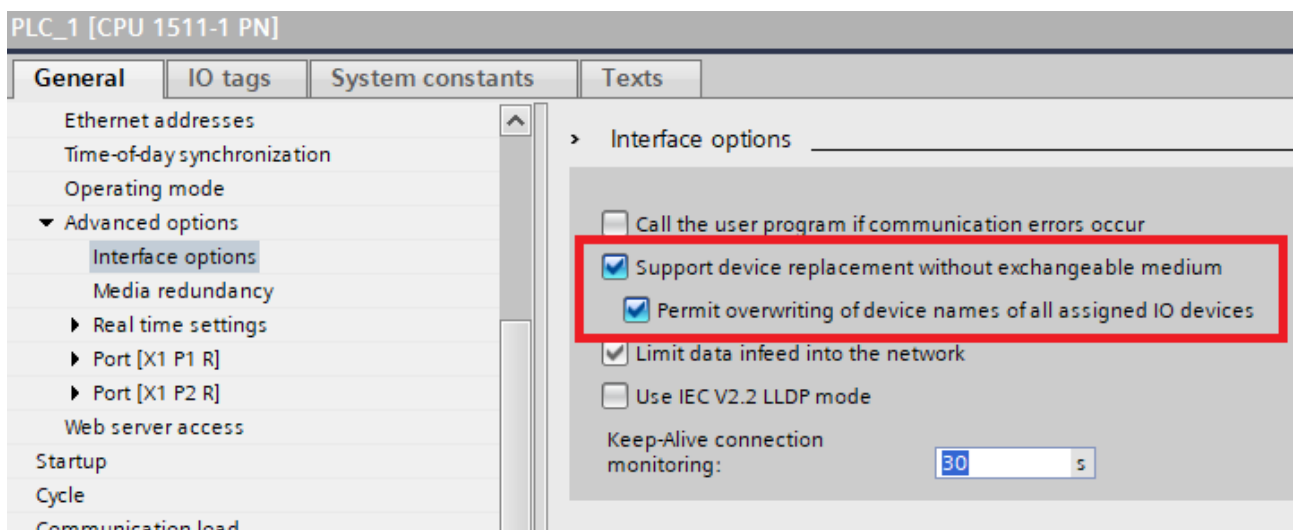 PLC_1 [CPU 1511-1 PN]
General
IO tags
System constants
Texts
Ethernet addresses
Time-of-day synchronization
Operating mode
Advanced options
Interface options
Media redundancy
Real time settings
Port [X1 P1 R]
Port [X1 P2 R]
Web server access
Startup
Cycle
Communication load
Interface options
Call the user program if communication errors occur
Support device replacement without exchangeable medium
Permit overwriting of device names of all assigned IO devices
Limit data infeed into the network
Use IEC V2.2 LLDP mode
Keep-Alive connection
monitoring:
30 s